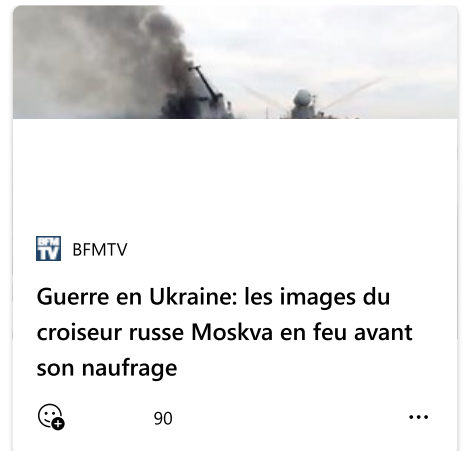 BFM
TV
BFMTV
Guerre en Ukraine: les images du
croiseur russe Moskva en feu avant
son naufrage
90